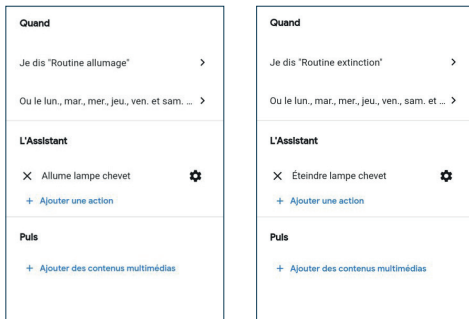 Quand
Je dis "Routine allumage"
Ou le lun., mar., mer., jeu., ven. et sam. ...
L'Assistant
Allume lampe chevet
+ Ajouter une action
Puis
+ Ajouter des contenus multimédias
Quand
Je dis "Routine extinction"
Ou le lun., mar., mer., jeu., ven., sam. et ...
L'Assistant
Éteindre lampe chevet
+ Ajouter une action
Puis
+ Ajouter des contenus multimédias